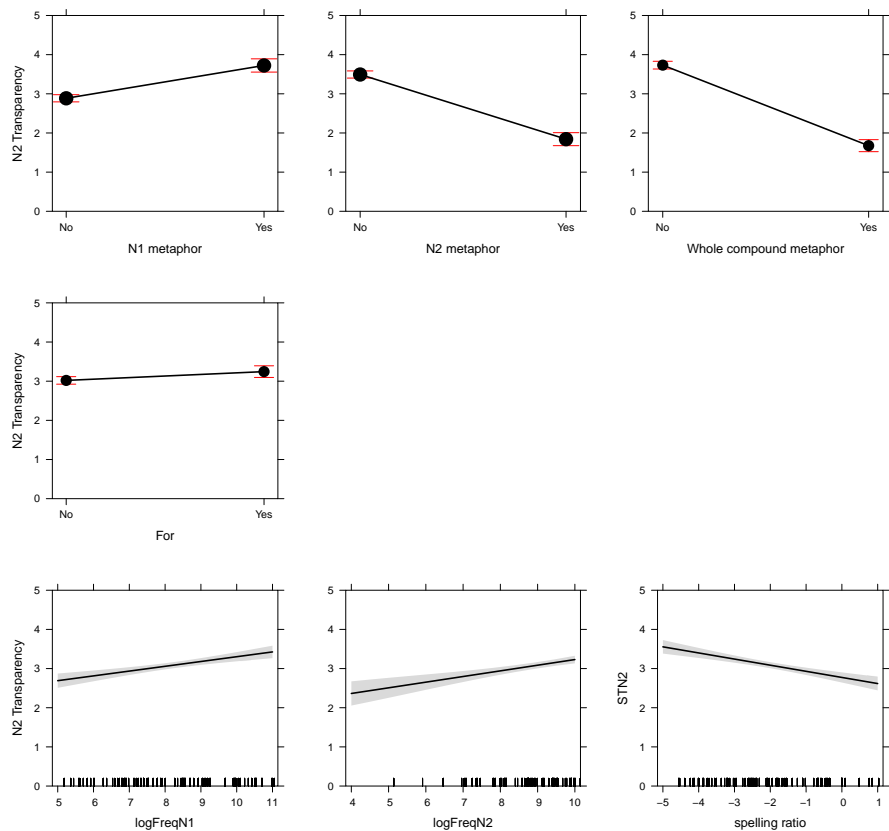 5
4
3
2
1
0
N2 Transparency
No Yes
N1 metaphor
5
4
3
2
1
0
No Yes
N2 metaphor
5
4
3
2
1
0
No Yes
Whole compound metaphor
5
4
3
2
1
0
N2 Transparency
No Yes
For
5
4
3
2
1
0
N2 Transparency
5 6 7 8 9 10 11
logFreqN1
5
4
3
2
1
0
4 5 6 7 8 9 10
logFreqN2
5
4
3
2
1
0
STN2
−5 −4 −3 −2 −1 0 1
spelling ratio